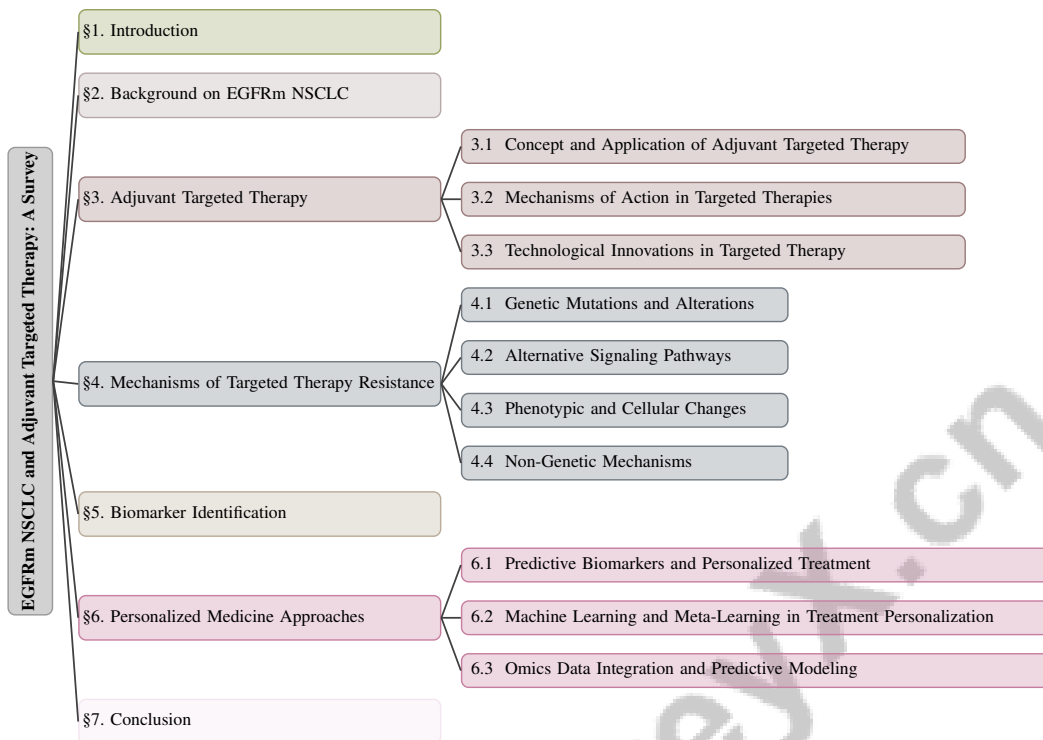 EGFRm NSCLC and Adjuvant Targeted Therapy: A Survey
§1. Introduction
§2. Background on EGFRm NSCLC
§3. Adjuvant Targeted Therapy
3.1 Concept and Application of Adjuvant Targeted Therapy
3.2 Mechanisms of Action in Targeted Therapies
3.3 Technological Innovations in Targeted Therapy
§4. Mechanisms of Targeted Therapy Resistance
4.1 Genetic Mutations and Alterations
4.2 Alternative Signaling Pathways
4.3 Phenotypic and Cellular Changes
4.4 Non-Genetic Mechanisms
§5. Biomarker Identification
§6. Personalized Medicine Approaches
6.1 Predictive Biomarkers and Personalized Treatment
6.2 Machine Learning and Meta-Learning in Treatment Personalization
6.3 Omics Data Integration and Predictive Modeling
§7. Conclusion
eyx.cn